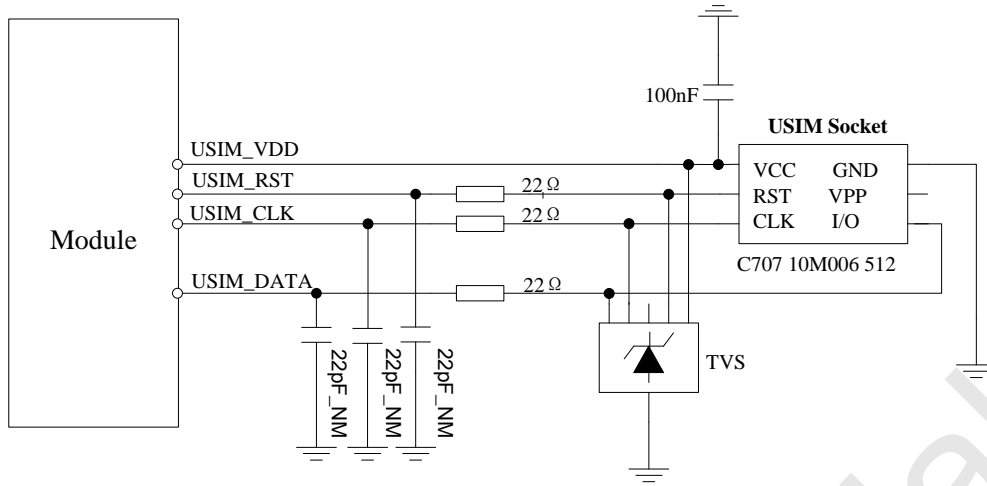 100nF
USIM Socket
USIM_VDD
VCC GND
USIM_RST
22Ω
RST VPP
USIM_CLK
22Ω
CLK I/O
Module
C707 10M006 512
USIM_DATA
22Ω
22pF_NM
22pF_NM
22pF_NM
TVS